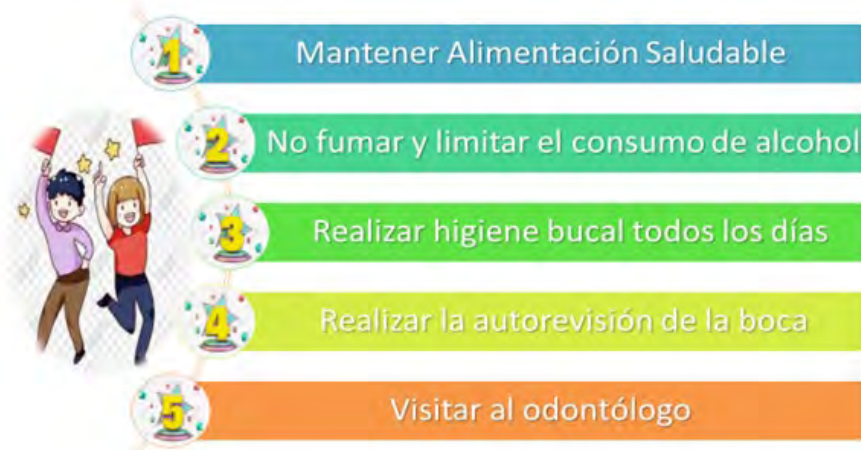 1 Mantener Alimentación Saludable
2 No fumar y limitar el consumo de alcohol
3 Realizar higiene bucal todos los días
4 Realizar la autorevisión de la boca
5 Visitar al odontólogo